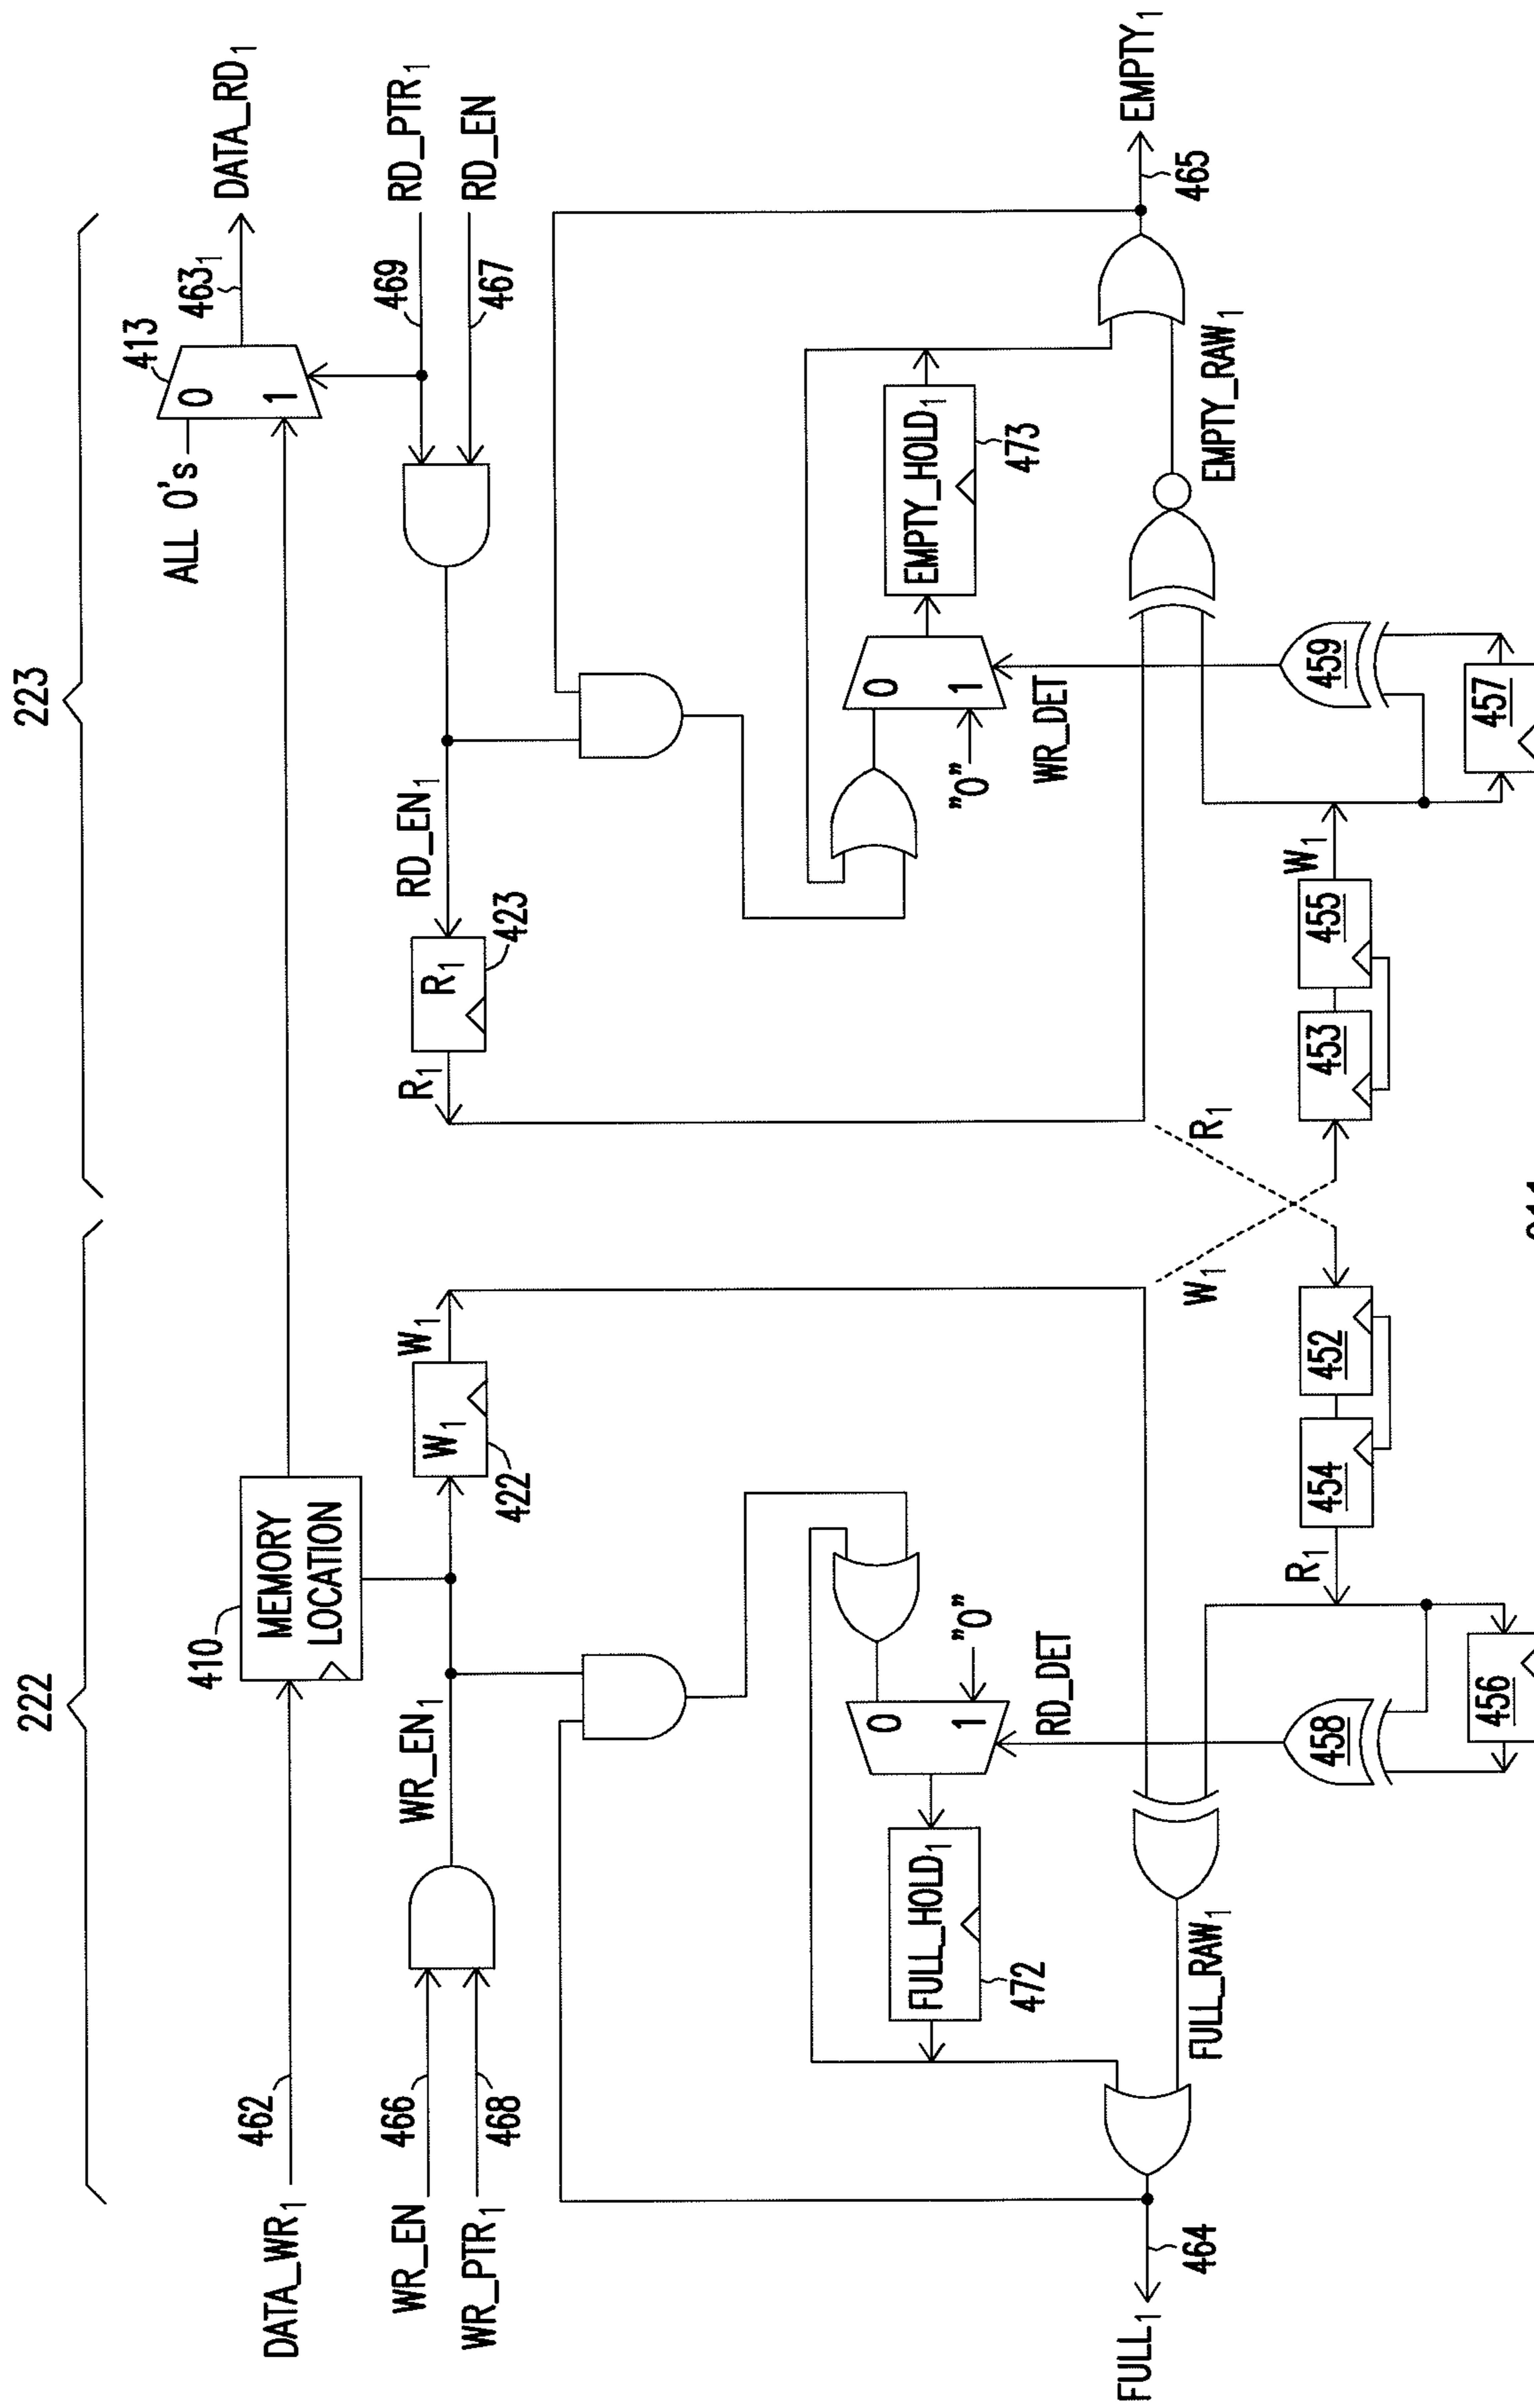 222
223
410
MEMORY
LOCATION
413
0
1
ALL 0's
DATA_WR1
462
4631
DATA_RD1
WR_EN
466
WR_PTR1
468
WR_EN1
W1
422
W1
R1
R1
423
RD_EN1
469
RD_PTR1
467
RD_EN
0
1
"0"
RD_DET
FULL_HOLD1
472
0
1
"0"
WR_DET
EMPTY_HOLD1
473
FULL1
464
FULL_RAW1
W1
R1
EMPTY_RAW1
465
EMPTY1
458
456
R1
454
452
453
455
W1
459
457